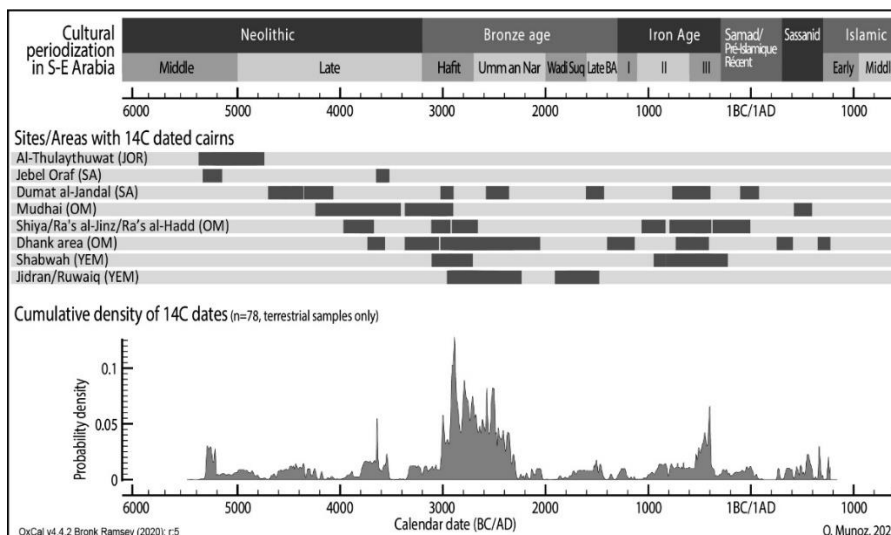 Cultural
periodization
in S-E Arabia
Neolithic
Bronze age
Iron Age
Samad/
Pré-Islamique
Récent
Sassanid
Islamic
Middle
Late
Hafit
Umm an Nar
Wadi Suq
Late BA
I
II
III
Early
Middl
6000 5000 4000 3000 2000 1000 1BC/1AD 1000
Sites/Areas with 14C dated cairns
Al-Thulaythuwat (JOR)
Jebel Oraf (SA)
Dumat al-Jandal (SA)
Mudhai (OM)
Shiya/Ra's al-Jinz/Ra's al-Hadd (OM)
Dhank area (OM)
Shabwah (YEM)
Jidran/Ruwaiq (YEM)
Cumulative density of 14C dates (n=78, terrestrial samples only)
Probability density
0.1
0.05
0
6000 5000 4000 3000 2000 1000 1BC/1AD 1000
Calendar date (BC/AD)
OxCal v4.4.2 Bronk Ramsey (2020); r:5
O. Munoz, 202